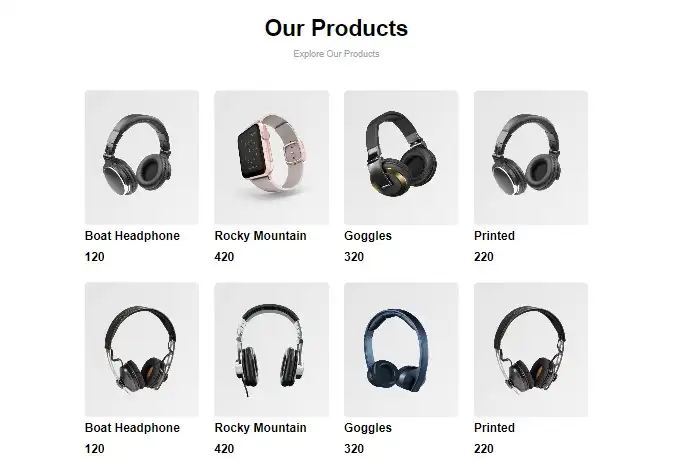 Our Products
Explore Our Products
Boat Headphone
Rocky Mountain
Goggles
Printed
120
420
320
220
Boat Headphone
Rocky Mountain
Goggles
Printed
120
420
320
220